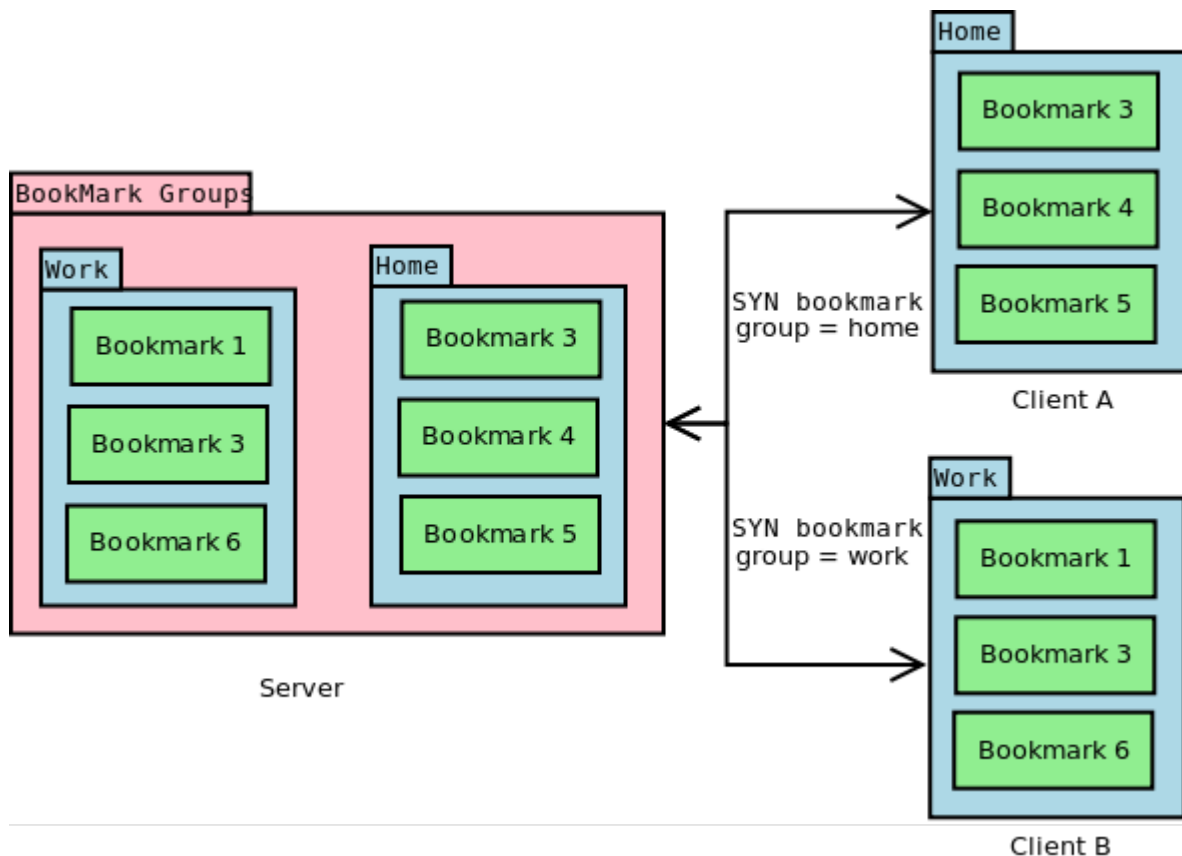 BookMark Groups
Work
Bookmark 1
Bookmark 3
Bookmark 6
Home
Bookmark 3
Bookmark 4
Bookmark 5
Server
SYN bookmark
group = home
SYN bookmark
group = work
Home
Bookmark 3
Bookmark 4
Bookmark 5
Client A
Work
Bookmark 1
Bookmark 3
Bookmark 6
Client B